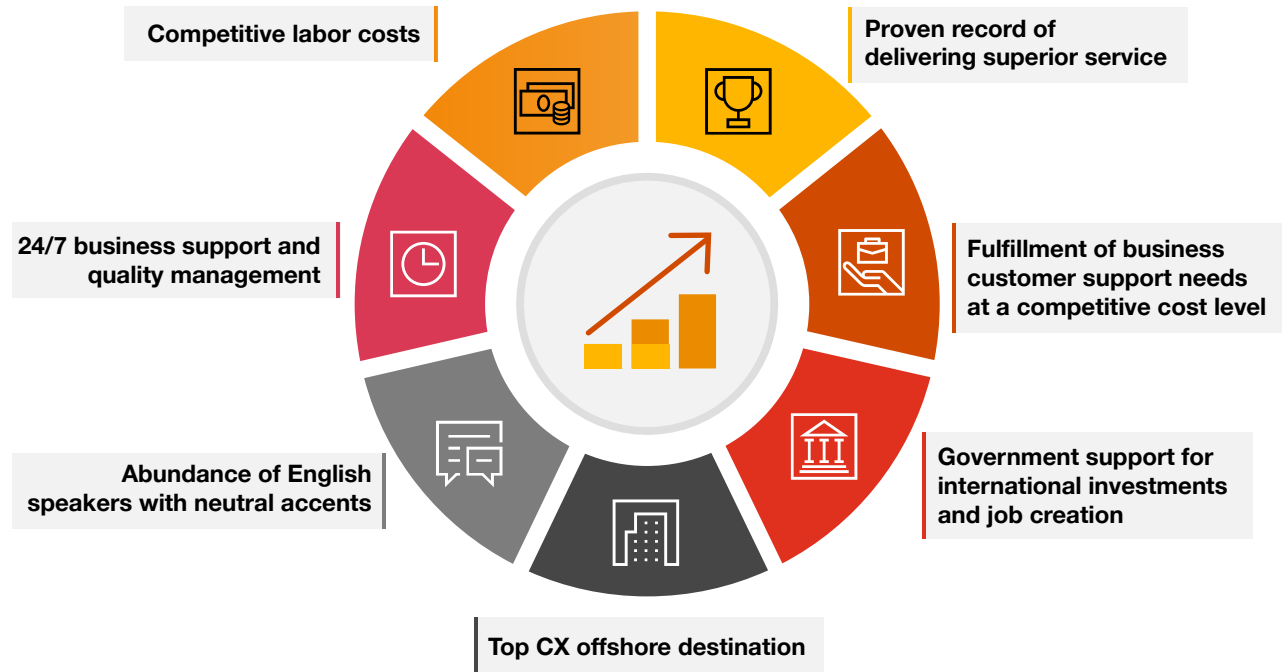 Competitive labor costs
Proven record of
delivering superior service
24/7 business support and
quality management
Fulfillment of business
customer support needs
at a competitive cost level
Abundance of English
speakers with neutral accents
Government support for
international investments
and job creation
Top CX offshore destination